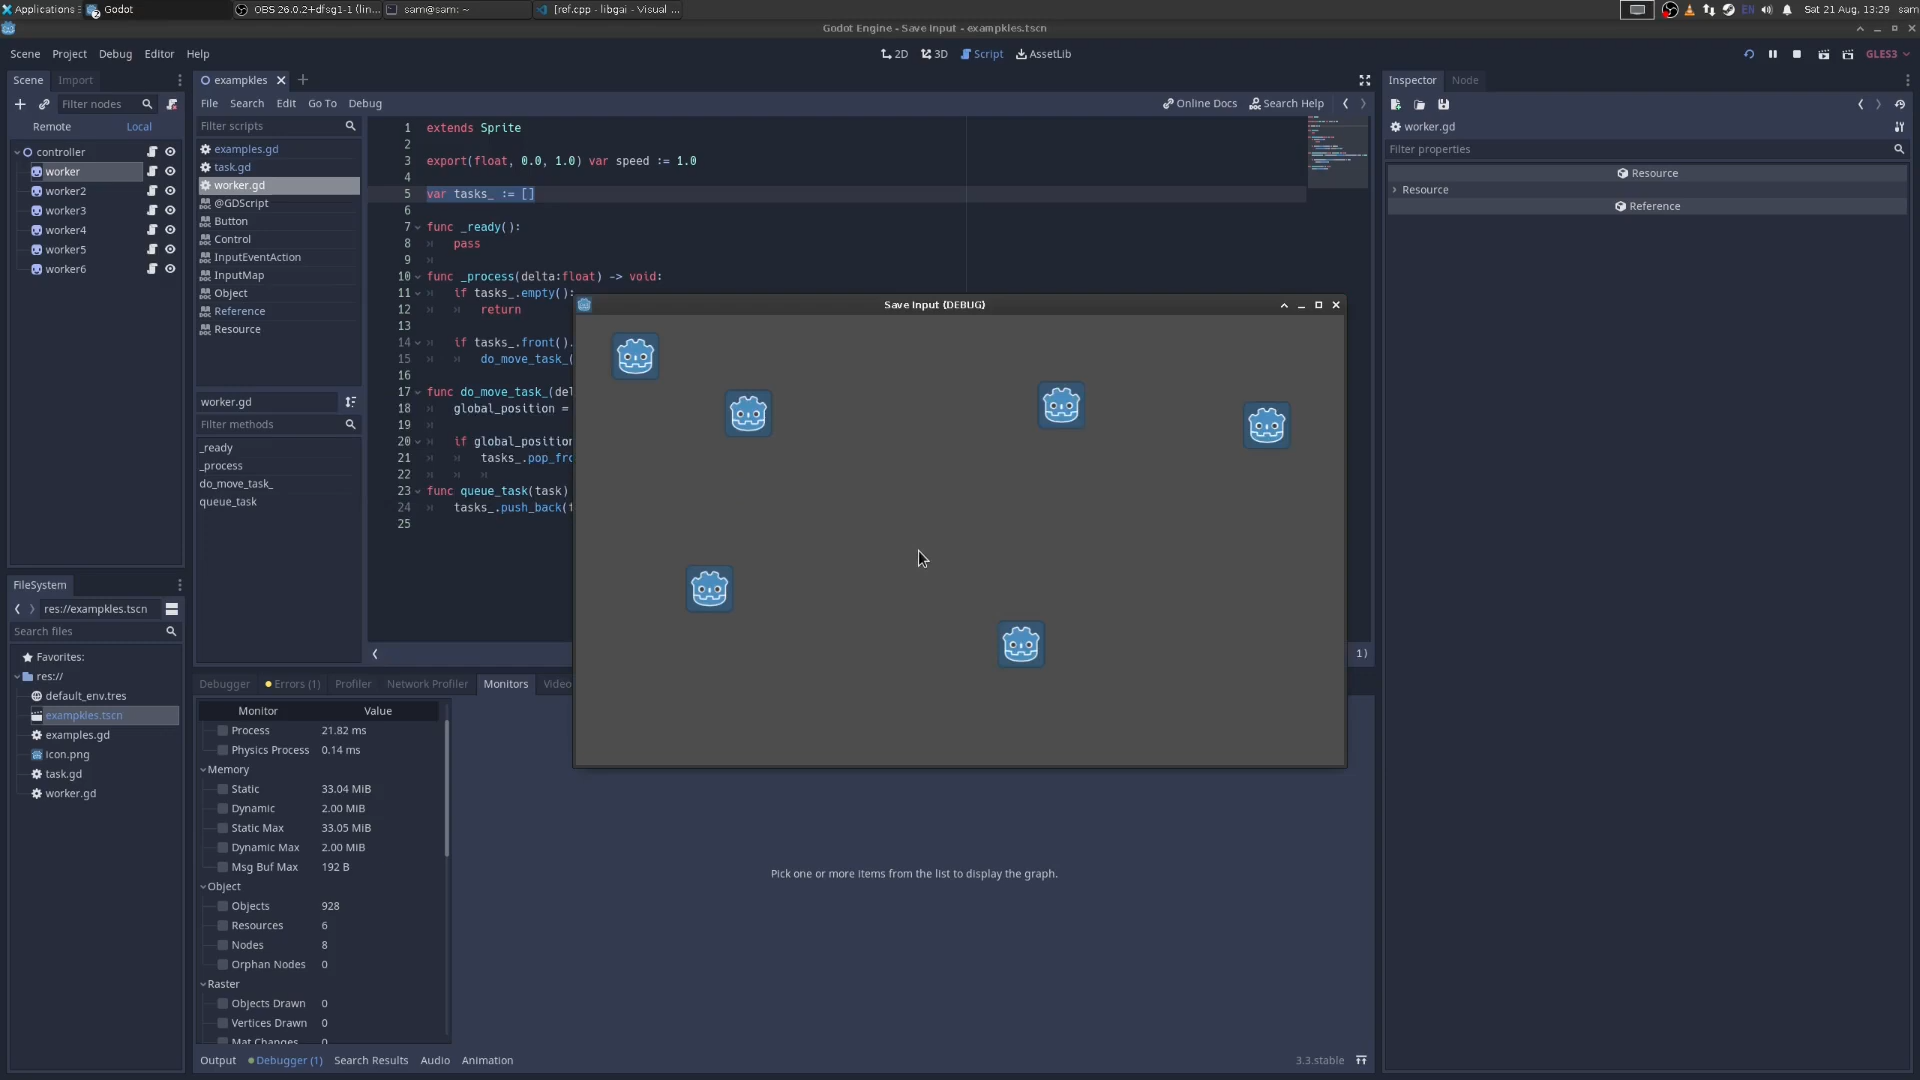 Applications
Godot
OBS 26.0.2+dfsg1-1 (lin...
sam@sam: ~
[ref.cpp - libgai - Visual ...
EN
Sat 21 Aug, 13:29
sam
Godot Engine - Save Input - exampkles.tscn
Scene Project Debug Editor Help
2D 3D Script AssetLib
GLES3
Scene Import
Filter nodes
Remote Local
controller
worker
worker2
worker3
worker4
worker5
worker6
FileSystem
res://exampkles.tscn
Search files
Favorites:
res://
default_env.tres
exampkles.tscn
examples.gd
icon.png
task.gd
worker.gd
exampkles
File Search Edit Go To Debug
Online Docs Search Help
Filter scripts
examples.gd
task.gd
worker.gd
@GDScript
Button
Control
InputEventAction
InputMap
Object
Reference
Resource
worker.gd
Filter methods
_ready
_process
do_move_task_
queue_task
1 extends Sprite
2
3 export(float, 0.0, 1.0) var speed := 1.0
4
5 var tasks_ := []
6
7 func _ready():
8 pass
9
10 func _process(delta:float) -> void:
11 if tasks_.empty():
12 return
13
14 if tasks_.front().
15 do_move_task_(
16
17 func do_move_task_(del
18 global_position =
19
20 if global_position
21 tasks_.pop_fro
22
23 func queue_task(task)
24 tasks_.push_back(t
25
1)
Save Input (DEBUG)
Debugger Errors (1) Profiler Network Profiler Monitors Video
Monitor Value
Process 21.82 ms
Physics Process 0.14 ms
Memory
Static 33.04 MiB
Dynamic 2.00 MiB
Static Max 33.05 MiB
Dynamic Max 2.00 MiB
Msg Buf Max 192 B
Object
Objects 928
Resources 6
Nodes 8
Orphan Nodes 0
Raster
Objects Drawn 0
Vertices Drawn 0
Mat Changes 0
Pick one or more items from the list to display the graph.
Output Debugger (1) Search Results Audio Animation
3.3.stable
Inspector Node
worker.gd
Filter properties
Resource
Resource
Reference